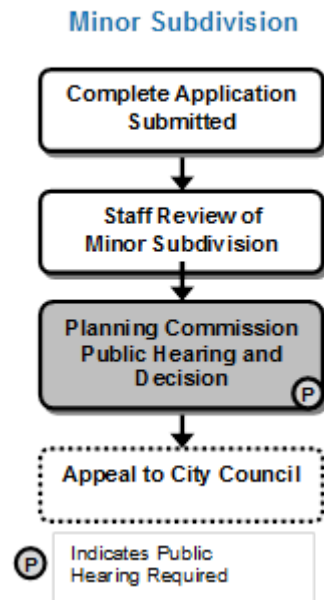 Minor Subdivision
Complete Application
Submitted
Staff Review of
Minor Subdivision
Planning Commission
Public Hearing and
Decision
P
Appeal to City Council
P
Indicates Public
Hearing Required